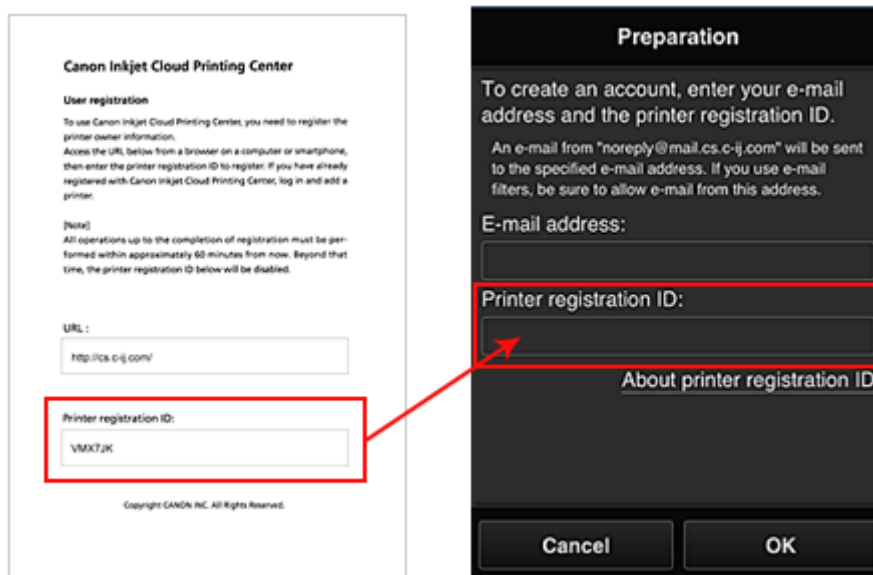 Canon Inkjet Cloud Printing Center
User registration
To use Canon Inkjet Cloud Printing Center, you need to register the
printer owner information.
Access the URL below from a browser on a computer or smartphone,
then enter the printer registration ID to register. If you have already
registered with Canon Inkjet Cloud Printing Center, log in and add a
printer.
[Note]
All operations up to the completion of registration must be per-
formed within approximately 60 minutes from now. Beyond that
time, the printer registration ID below will be disabled.
URL :
http://cs.c-ij.com/
Printer registration ID:
VMX7JK
Copyright CANON INC. All Rights Reserved.
Preparation
To create an account, enter your e-mail
address and the printer registration ID.
An e-mail from "noreply@mail.cs.c-ij.com" will be sent
to the specified e-mail address. If you use e-mail
filters, be sure to allow e-mail from this address.
E-mail address:
Printer registration ID:
About printer registration ID
Cancel
OK